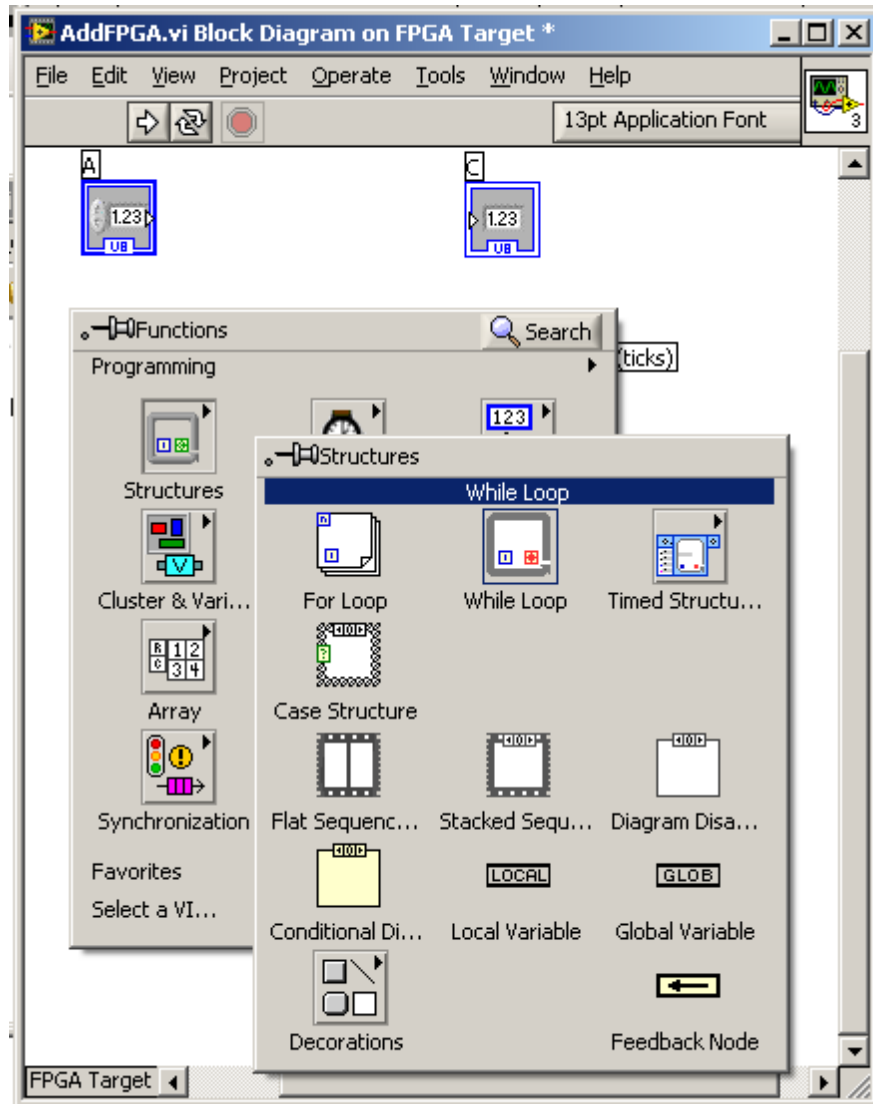 AddFPGA.vi Block Diagram on FPGA Target *
File Edit View Project Operate Tools Window Help
13pt Application Font
3
A
C
1.23
1.23
U8
U8
Functions
Search
Programming
(ticks)
123
Structures
Structures
While Loop
Cluster & Vari...
For Loop
While Loop
Timed Structu...
Array
Case Structure
Synchronization
Flat Sequenc...
Stacked Sequ...
Diagram Disa...
Favorites
LOCAL
GLOB
Select a VI...
Conditional Di...
Local Variable
Global Variable
Decorations
Feedback Node
FPGA Target